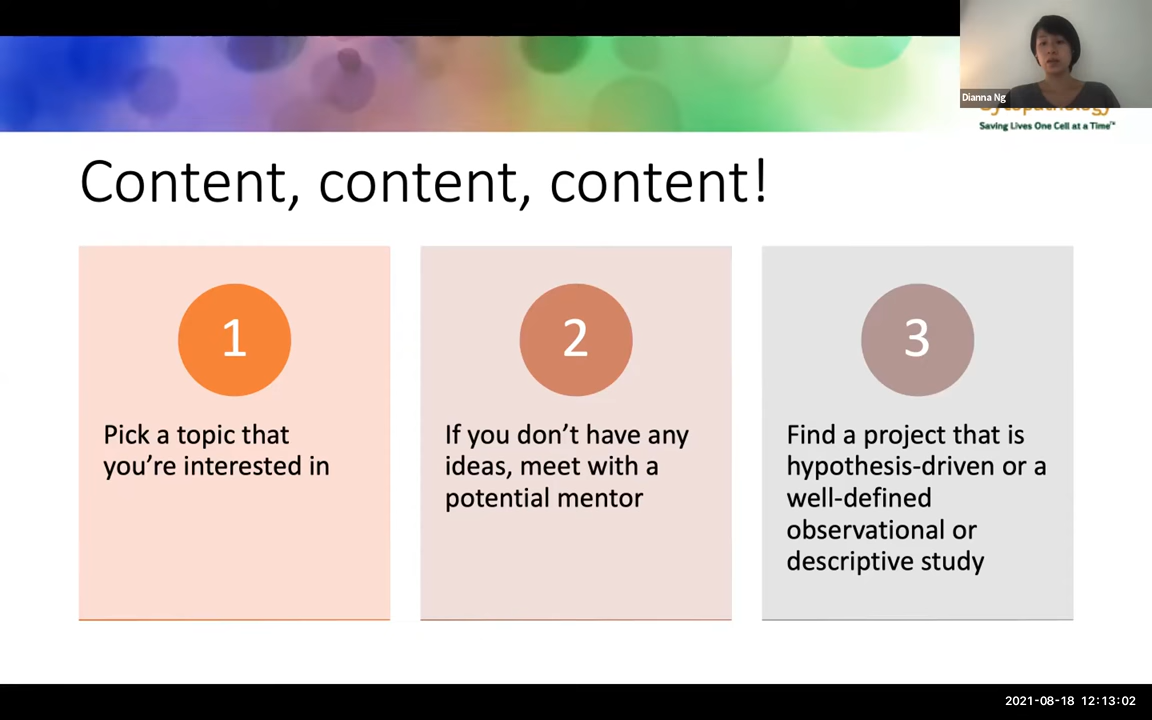 Dianna Ng
Cytopathology
Saving Lives One Cell at a Time™
Content, content, content!
1
Pick a topic that
you're interested in
2
If you don't have any
ideas, meet with a
potential mentor
3
Find a project that is
hypothesis-driven or a
well-defined
observational or
descriptive study
2021-08-18 12:13:02